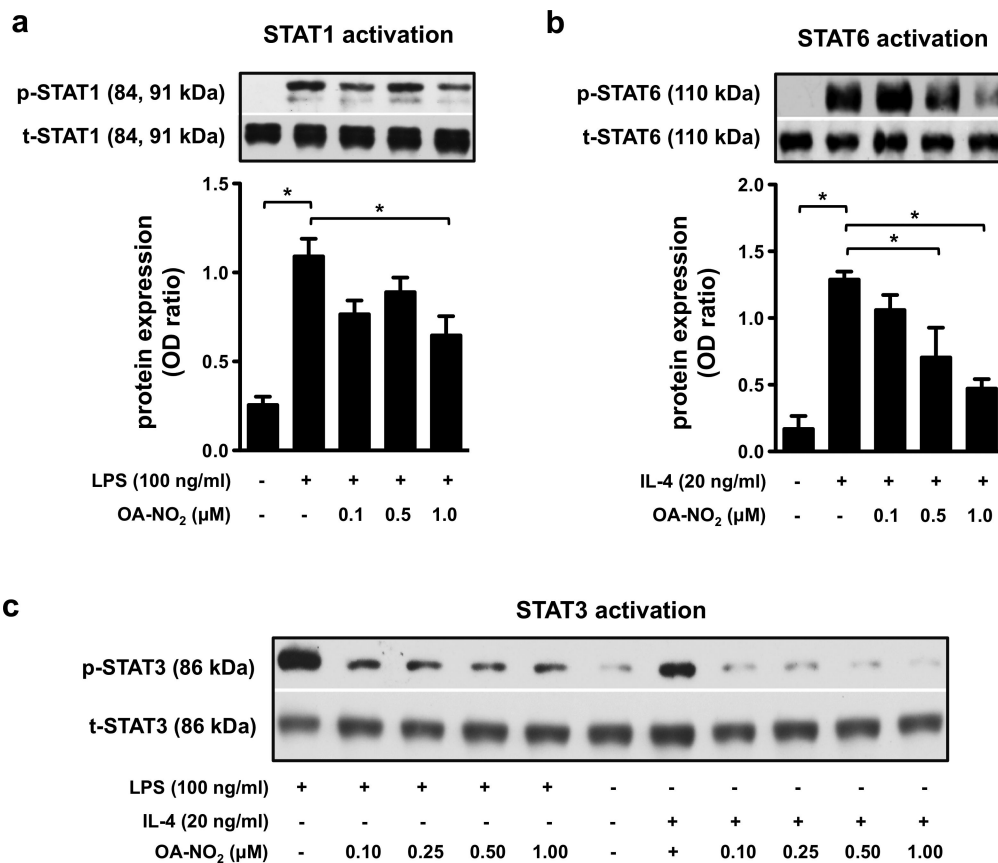 a
STAT1 activation
p-STAT1 (84, 91 kDa)
t-STAT1 (84, 91 kDa)
protein expression
(OD ratio)
1.5
1.0
0.5
0.0
*
*
LPS (100 ng/ml) - + + + +
OA-NO₂ (µM) - - 0.1 0.5 1.0
b
STAT6 activation
p-STAT6 (110 kDa)
t-STAT6 (110 kDa)
protein expression
(OD ratio)
2.0
1.5
1.0
0.5
0.0
*
*
*
IL-4 (20 ng/ml) - + + + +
OA-NO₂ (µM) - - 0.1 0.5 1.0
c
STAT3 activation
p-STAT3 (86 kDa)
t-STAT3 (86 kDa)
LPS (100 ng/ml) + + + + + - - - - - -
IL-4 (20 ng/ml) - - - - - - + + + + +
OA-NO₂ (µM) - 0.10 0.25 0.50 1.00 - + 0.10 0.25 0.50 1.00